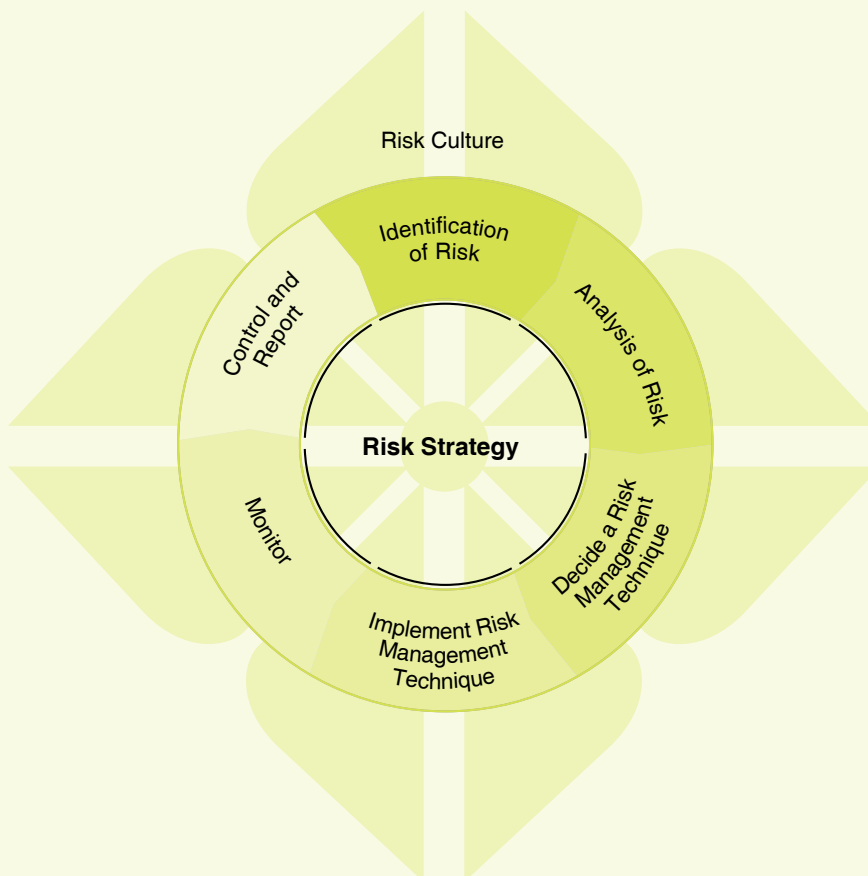 Risk Culture
Identification
of Risk
Analysis of Risk
Decide a Risk
Management
Technique
Implement Risk
Management
Technique
Monitor
Control and
Report
Risk Strategy